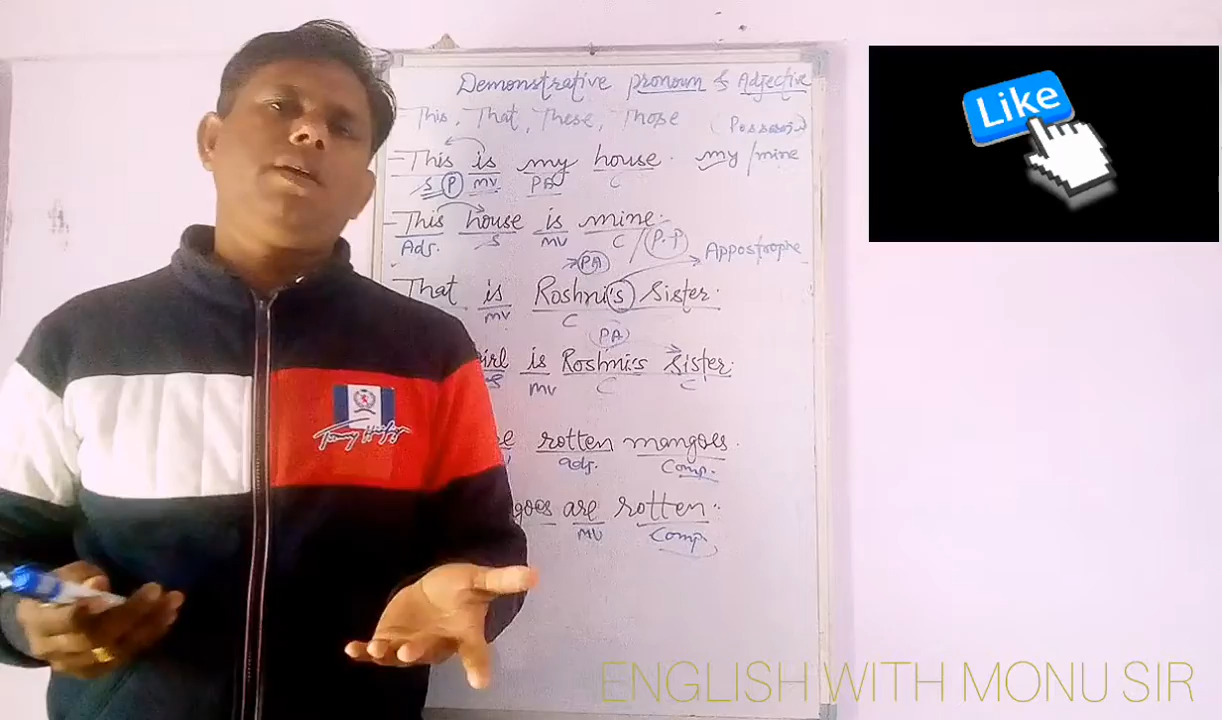 Demonstrative pronoun & Adjective
- This, That, These, Those
- This is my house. my / mine
S P MV PA C
- This house is mine.
Adj. S MV C / P.P
PA
Appostrophe
That is Roshni's Sister.
MV C
PA
girl is Roshni's Sister.
S MV C C
rotten mangoes.
adj. Comp.
are rotten.
MV Comp.
Like
Tommy Hilfiger
ENGLISH WITH MONU SIR